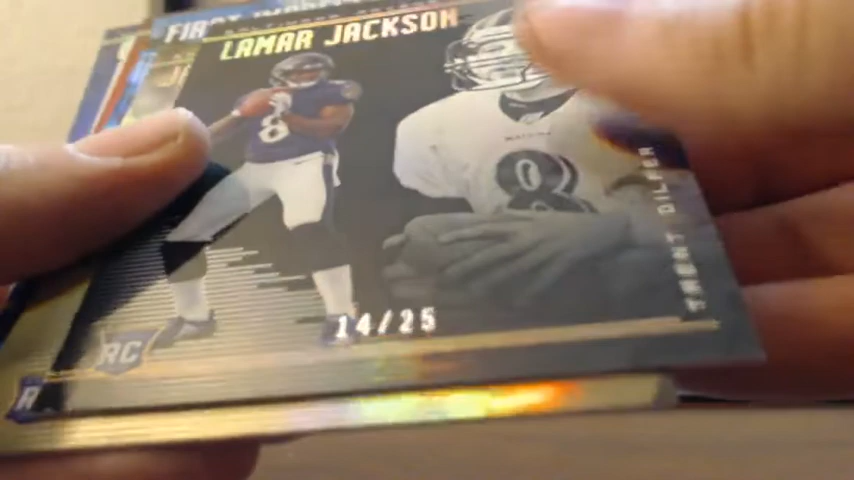 FIRST
LAMAR JACKSON
8
8
TRENT DILFER
14/25
RC
R